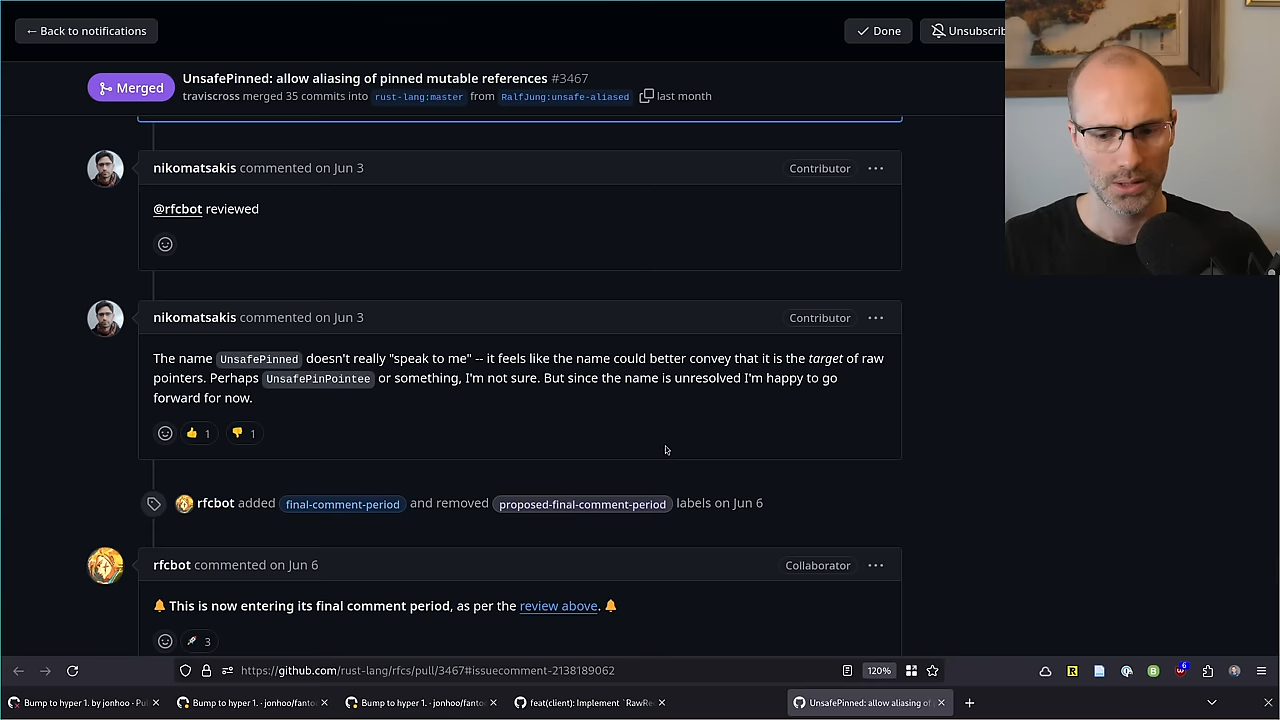 ← Back to notifications
Done
Unsubscrib
Merged
UnsafePinned: allow aliasing of pinned mutable references #3467
traviscross merged 35 commits into rust-lang:master from RalfJung:unsafe-aliased last month
nikomatsakis commented on Jun 3
Contributor
@rfcbot reviewed
nikomatsakis commented on Jun 3
Contributor
The name UnsafePinned doesn't really "speak to me" -- it feels like the name could better convey that it is the target of raw
pointers. Perhaps UnsafePinPointee or something, I'm not sure. But since the name is unresolved I'm happy to go
forward for now.
👍 1 👎 1
rfcbot added final-comment-period and removed proposed-final-comment-period labels on Jun 6
rfcbot commented on Jun 6
Collaborator
🔔 This is now entering its final comment period, as per the review above. 🔔
🚀 3
https://github.com/rust-lang/rfcs/pull/3467#issuecomment-2138189062
120%
6
Bump to hyper 1. by jonhoo · Pu
Bump to hyper 1. · jonhoo/fanto
Bump to hyper 1. · jonhoo/fanto
feat(client): Implement `RawRe
UnsafePinned: allow aliasing of